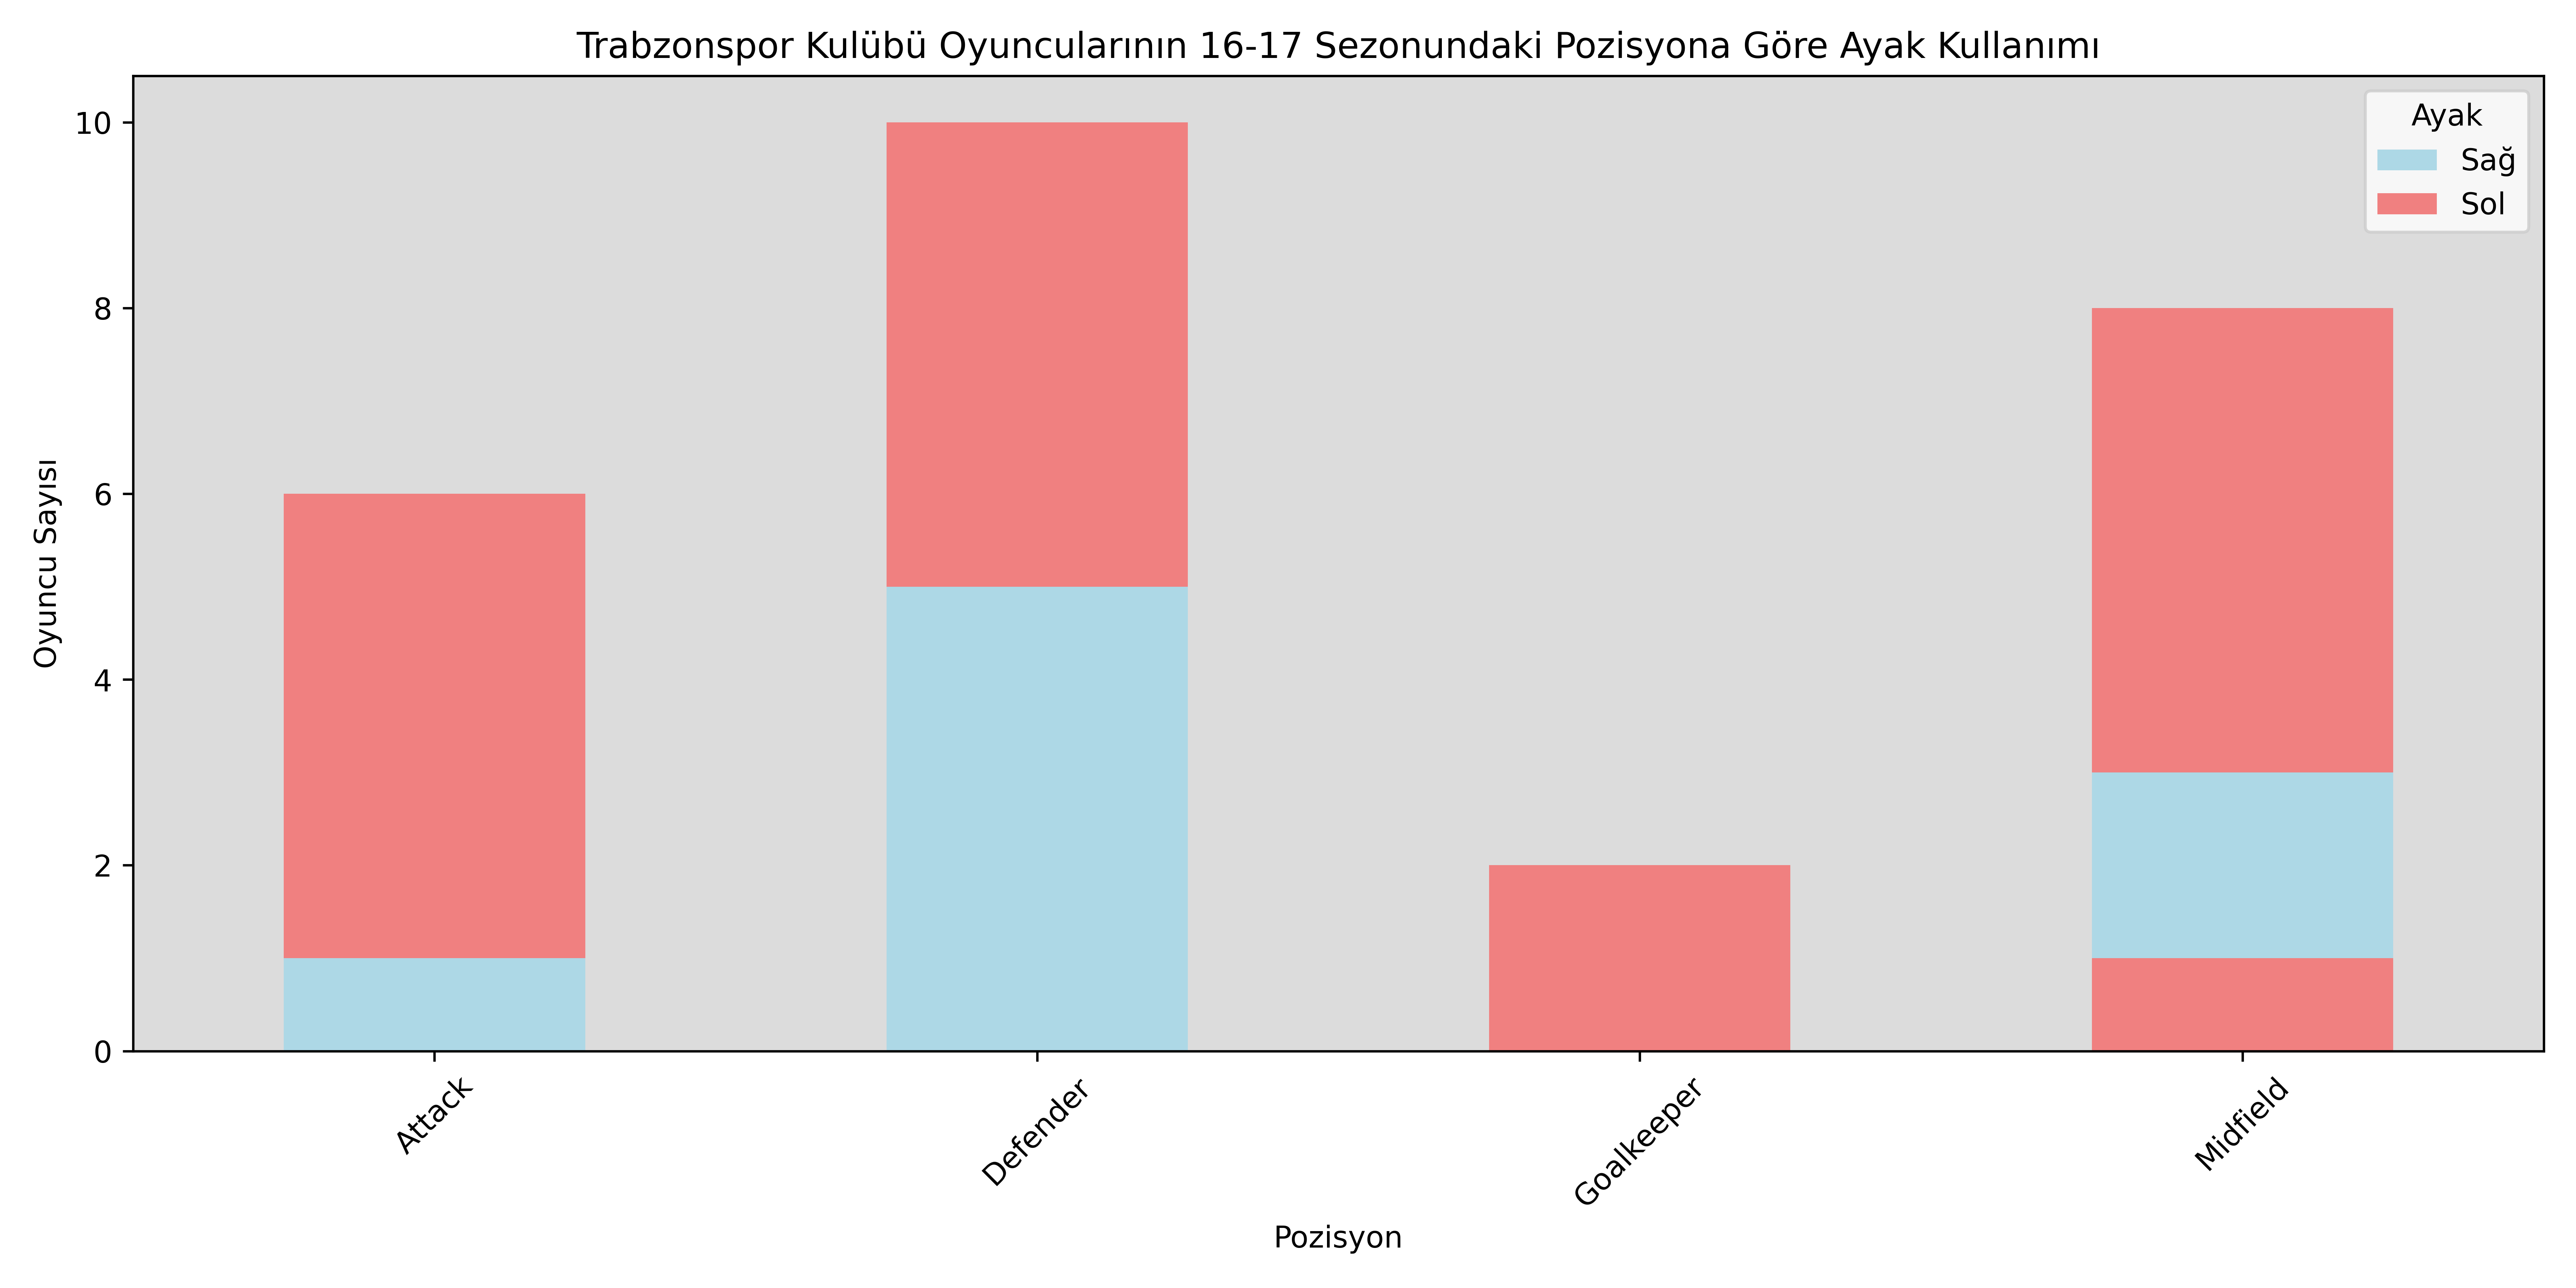 Trabzonspor Kulübü Oyuncularının 16-17 Sezonundaki Pozisyona Göre Ayak Kullanımı
Ayak
Sağ
Sol
Oyuncu Sayısı
10
8
6
4
2
0
Attack
Defender
Goalkeeper
Midfield
Pozisyon